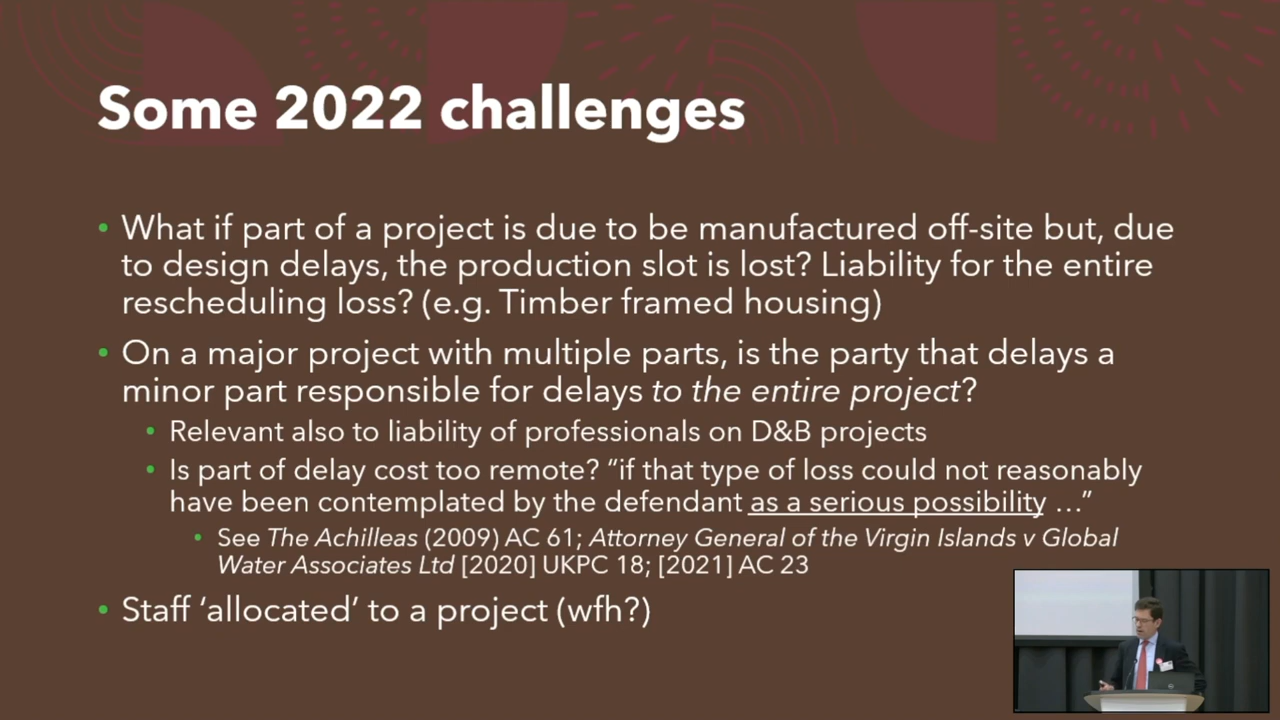 Some 2022 challenges
• What if part of a project is due to be manufactured off-site but, due
to design delays, the production slot is lost? Liability for the entire
rescheduling loss? (e.g. Timber framed housing)
• On a major project with multiple parts, is the party that delays a
minor part responsible for delays to the entire project?
• Relevant also to liability of professionals on D&B projects
• Is part of delay cost too remote? “if that type of loss could not reasonably
have been contemplated by the defendant as a serious possibility …”
• See The Achilleas (2009) AC 61; Attorney General of the Virgin Islands v Global
Water Associates Ltd [2020] UKPC 18; [2021] AC 23
• Staff ‘allocated’ to a project (wfh?)